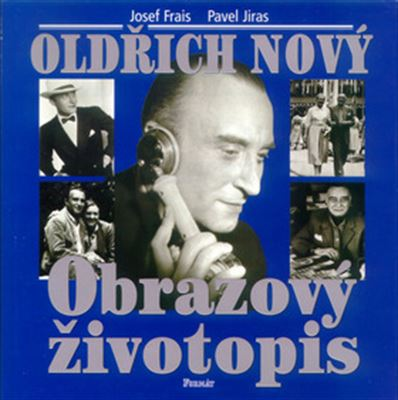 Josef Frais Pavel Jiras
OLDŘICH NOVÝ
Obrazový
životopis
FORMÁT